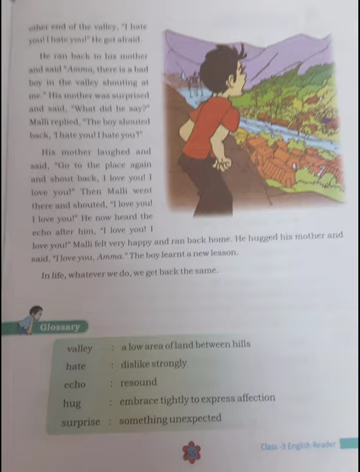 other end of the valley, "I hate
you! I hate you!" He got afraid.
He ran back to his mother
and said "Amma, there is a bad
boy in the valley shouting at
me." His mother was surprised
and said, "What did he say?"
Malli replied, "The boy shouted
back, 'I hate you! I hate you'!"
His mother laughed and
said, "Go to the place again
and shout back, I love you! I
love you!" Then Malli went
there and shouted, "I love you!
I love you!" He now heard the
echo after him, "I love you! I
love you!" Malli felt very happy and ran back home. He hugged his mother and
said, "I love you, Amma." The boy learnt a new lesson.
In life, whatever we do, we get back the same.
Glossary
valley : a low area of land between hills
hate : dislike strongly
echo : resound
hug : embrace tightly to express affection
surprise : something unexpected
Class -3 English Reader